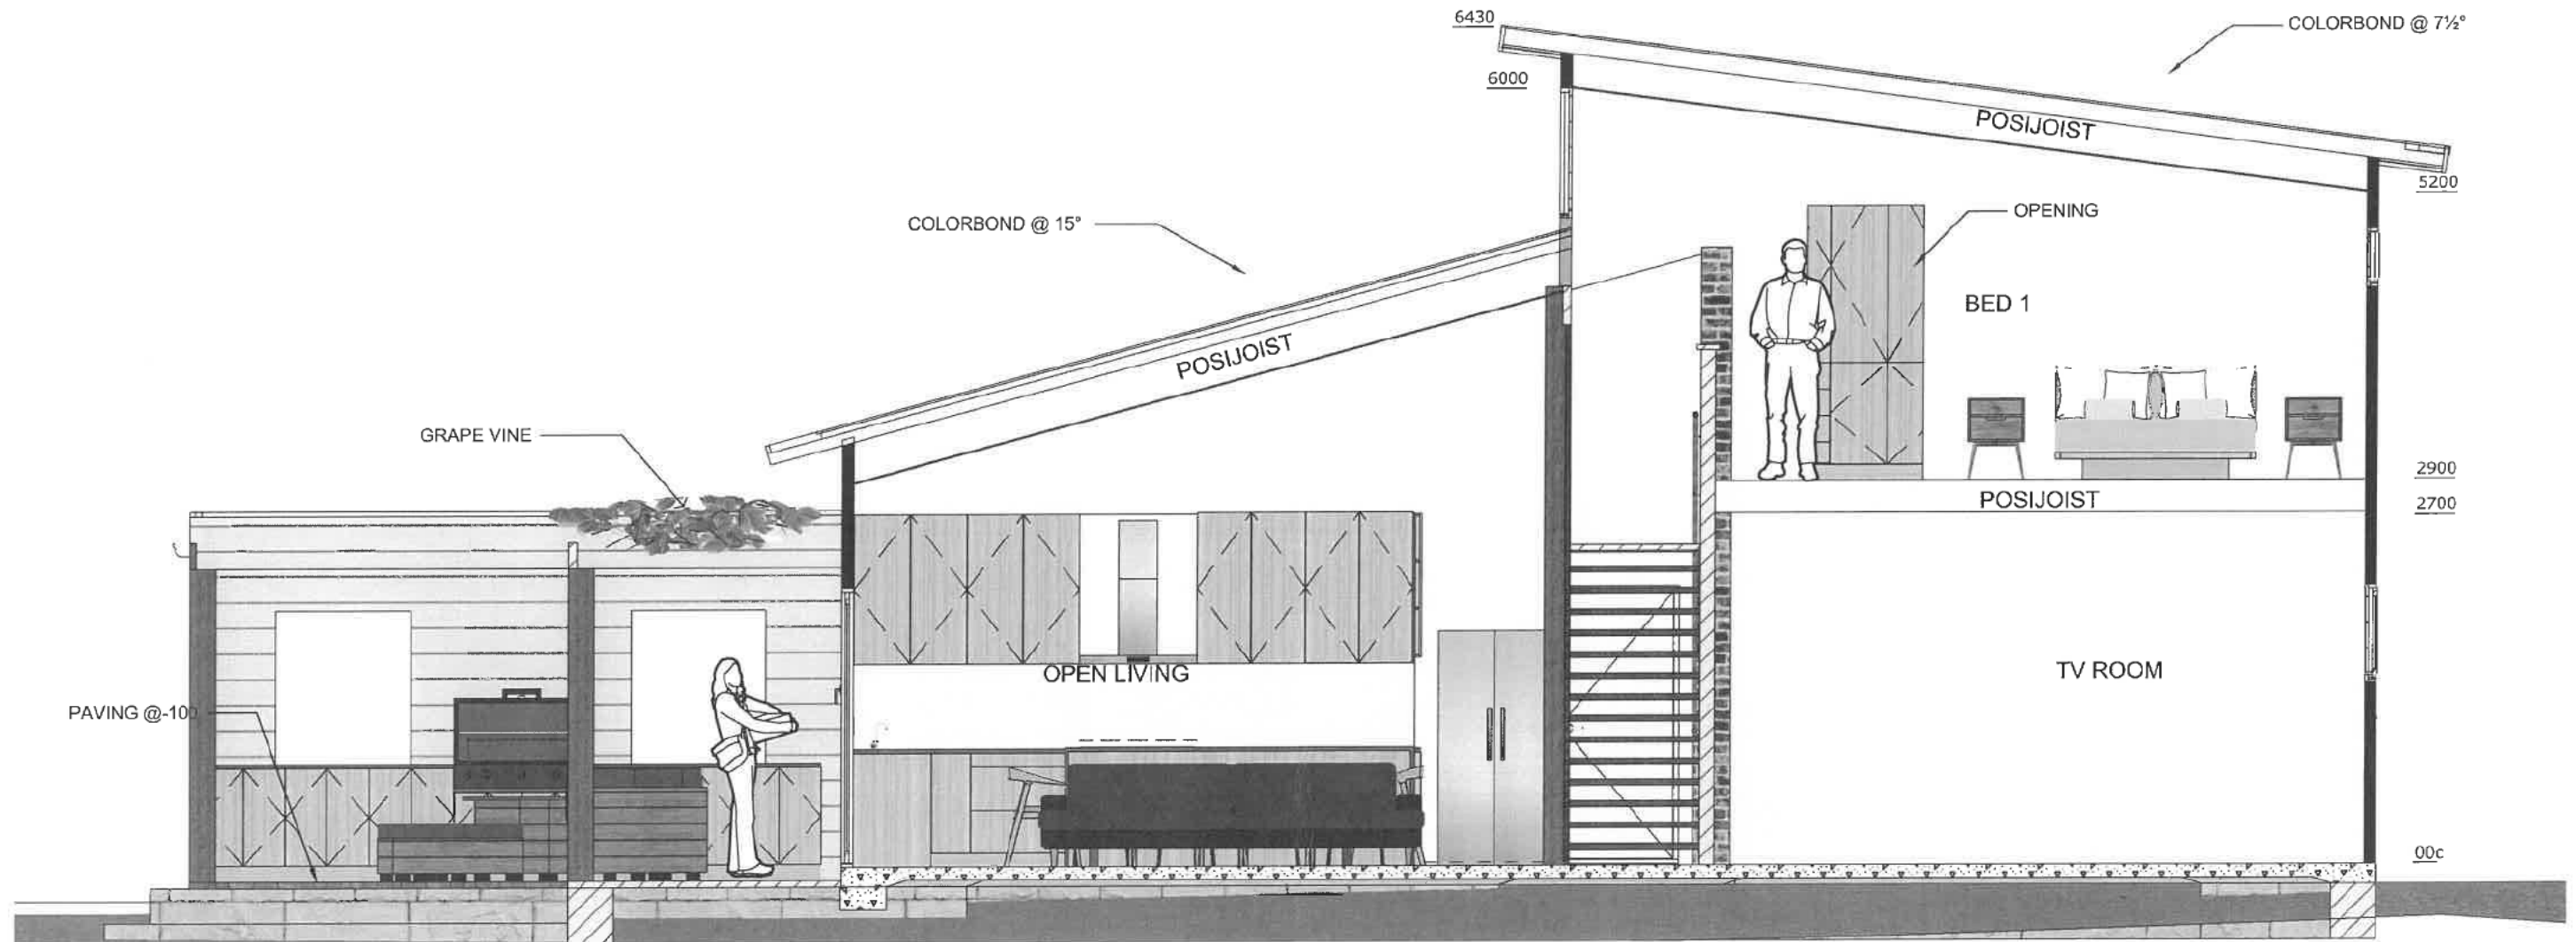 6430
COLORBOND @ 7½°
6000
POSIJOIST
5200
COLORBOND @ 15°
OPENING
BED 1
POSIJOIST
GRAPE VINE
2900
POSIJOIST
2700
OPEN LIVING
TV ROOM
PAVING @-100
00c